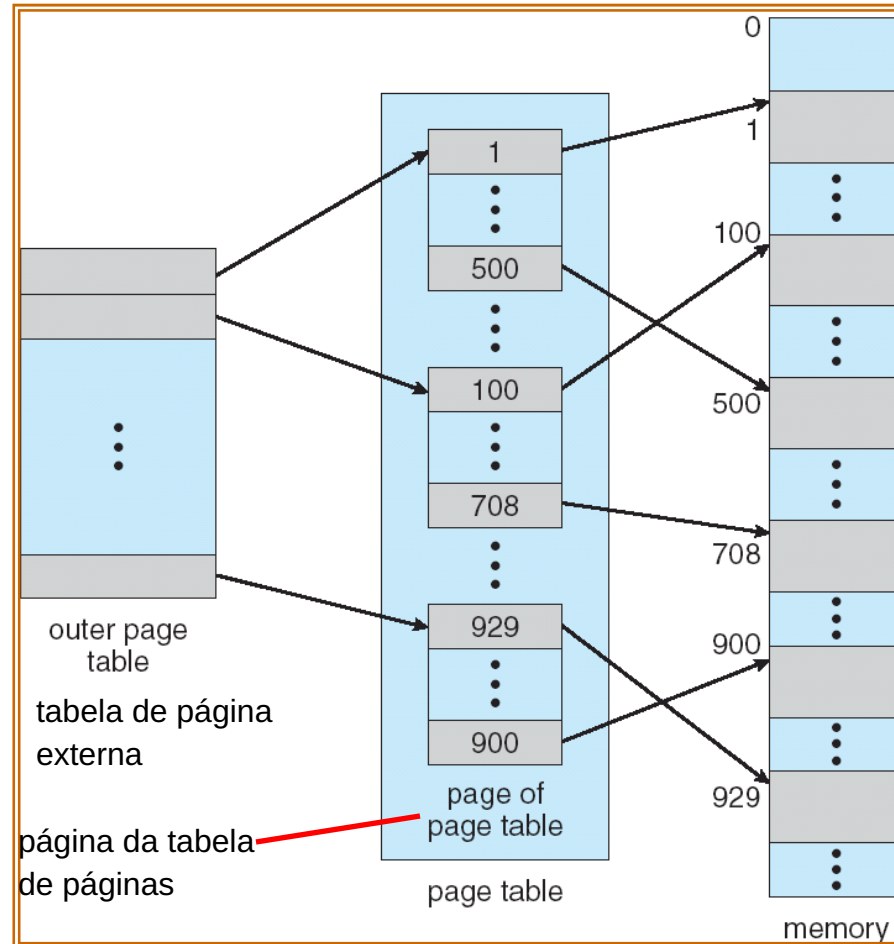 outer page
table
tabela de página
externa
página da tabela
de páginas
1
500
100
708
929
900
page of
page table
page table
0
1
100
500
708
900
929
memory